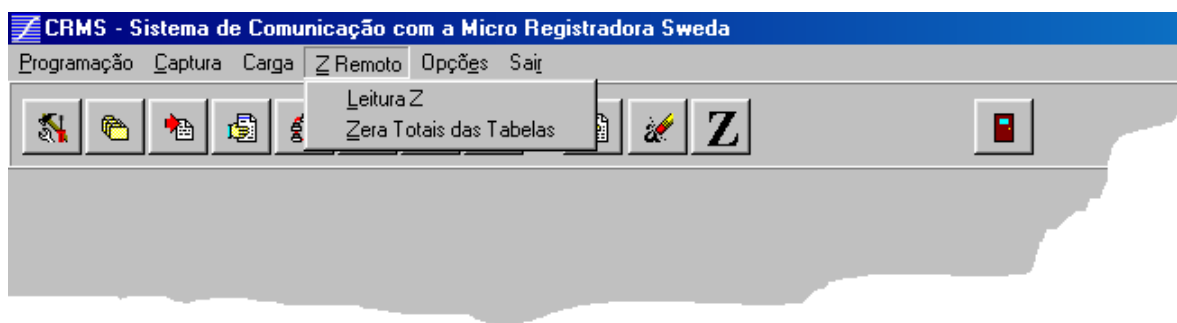 CRMS - Sistema de Comunicação com a Micro Registradora Sweda
Programação Captura Carga Z Remoto Opções Sair
Leitura Z
Zera Totais das Tabelas
Z